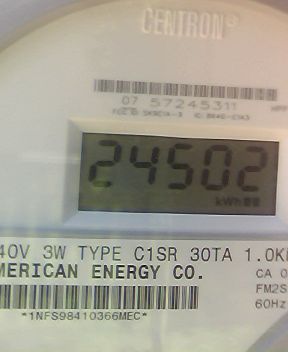 CENTRON®
07 57245311
24502
kWh
40V 3W TYPE C1SR 30TA 1.0K
MERICAN ENERGY CO.
CA 0
FM2S
60Hz
*1NFS98410366MEC*